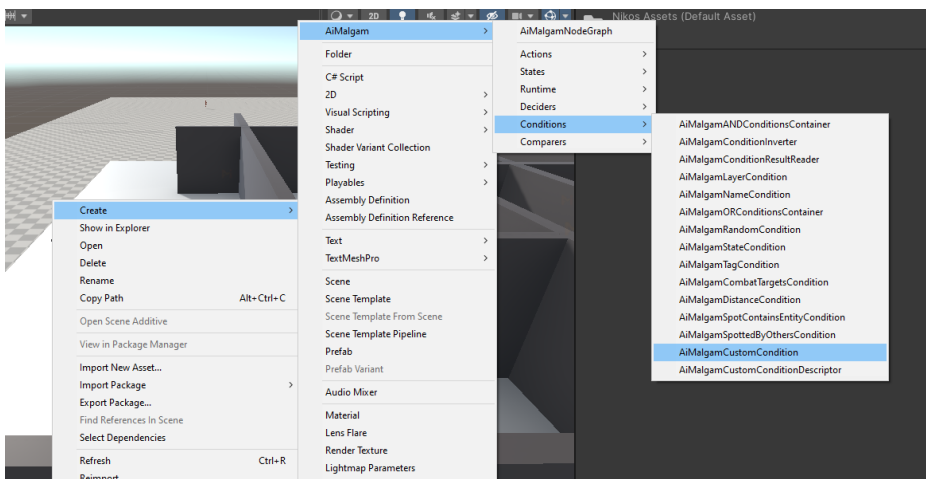 2D
Nikos Assets (Default Asset)
Create
Show in Explorer
Open
Delete
Rename
Copy Path Alt+Ctrl+C
Open Scene Additive
View in Package Manager
Import New Asset...
Import Package
Export Package...
Find References In Scene
Select Dependencies
Refresh Ctrl+R
Reimport
AiMalgam
Folder
C# Script
2D
Visual Scripting
Shader
Shader Variant Collection
Testing
Playables
Assembly Definition
Assembly Definition Reference
Text
TextMeshPro
Scene
Scene Template
Scene Template From Scene
Scene Template Pipeline
Prefab
Prefab Variant
Audio Mixer
Material
Lens Flare
Render Texture
Lightmap Parameters
AiMalgamNodeGraph
Actions
States
Runtime
Deciders
Conditions
Comparers
AiMalgamANDConditionsContainer
AiMalgamConditionInverter
AiMalgamConditionResultReader
AiMalgamLayerCondition
AiMalgamNameCondition
AiMalgamORConditionsContainer
AiMalgamRandomCondition
AiMalgamStateCondition
AiMalgamTagCondition
AiMalgamCombatTargetsCondition
AiMalgamDistanceCondition
AiMalgamSpotContainsEntityCondition
AiMalgamSpottedByOthersCondition
AiMalgamCustomCondition
AiMalgamCustomConditionDescriptor